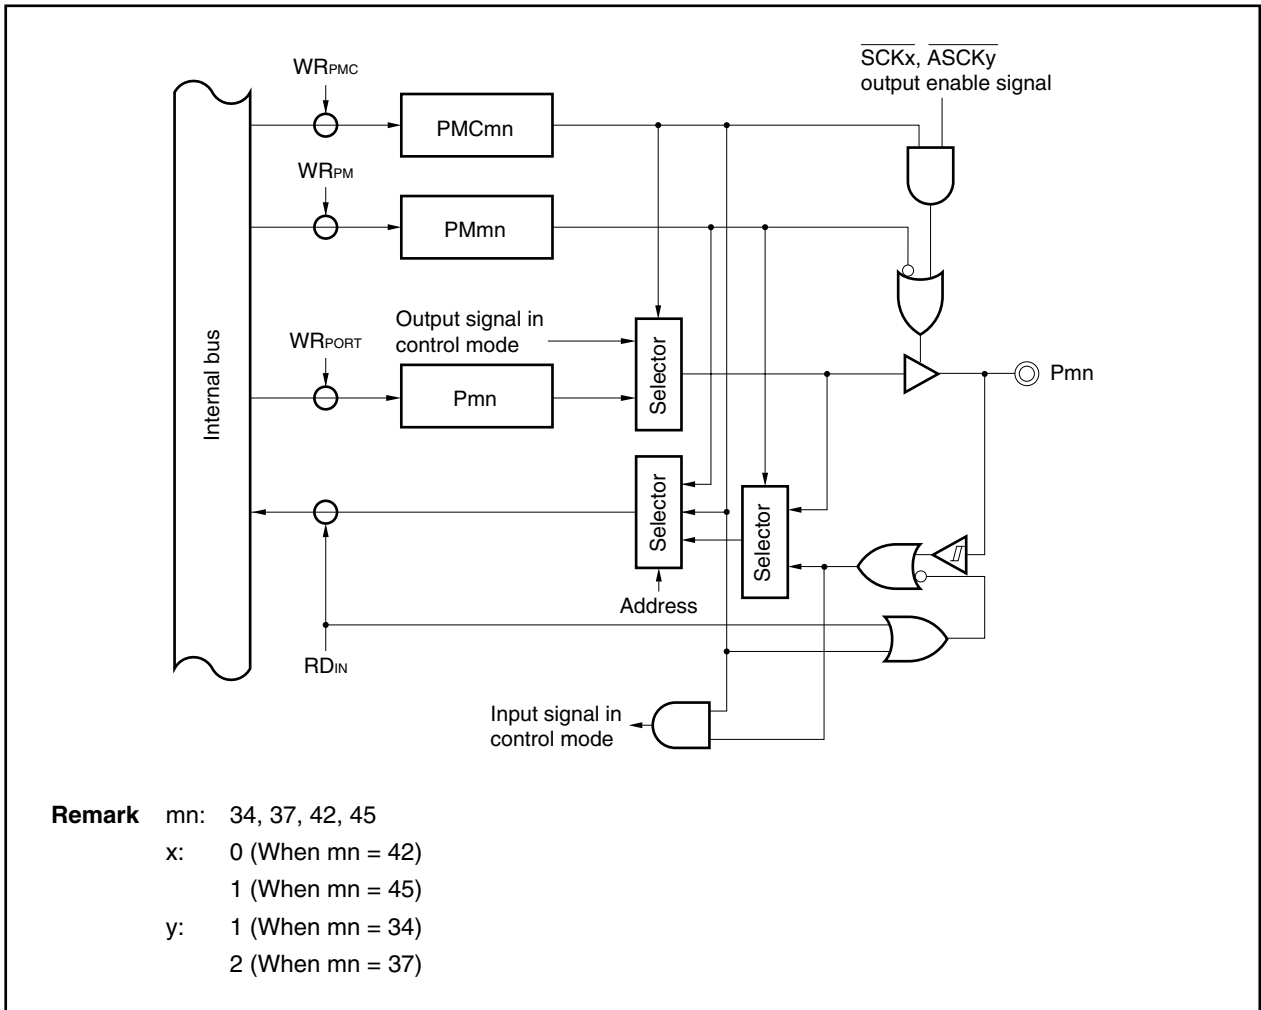 SCKx, ASCKy
output enable signal
WRPMC
PMCmn
WRPM
PMmn
Output signal in
control mode
WRPORT
Pmn
Selector
Pmn
Internal bus
Selector
Selector
Address
RDIN
Input signal in
control mode
Remark mn: 34, 37, 42, 45
x: 0 (When mn = 42)
1 (When mn = 45)
y: 1 (When mn = 34)
2 (When mn = 37)